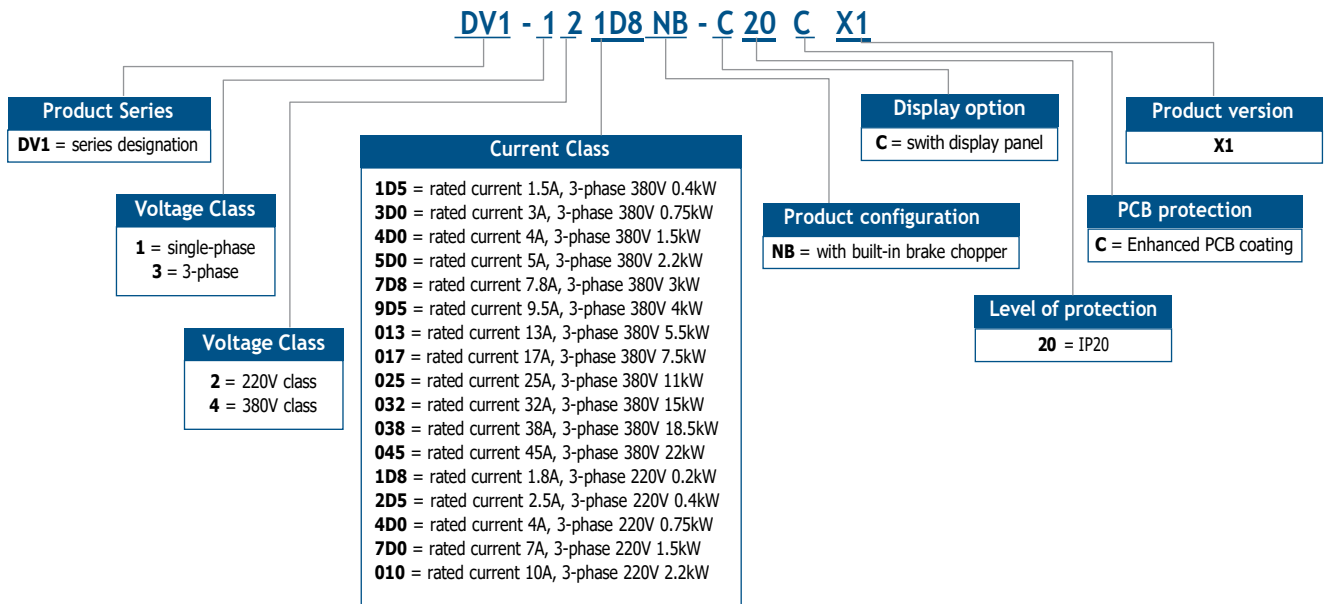 DV1 - 1 2 1D8 NB - C 20 C X1
Product Series
DV1 = series designation
Voltage Class
1 = single-phase
3 = 3-phase
Voltage Class
2 = 220V class
4 = 380V class
Current Class
1D5 = rated current 1.5A, 3-phase 380V 0.4kW
3D0 = rated current 3A, 3-phase 380V 0.75kW
4D0 = rated current 4A, 3-phase 380V 1.5kW
5D0 = rated current 5A, 3-phase 380V 2.2kW
7D8 = rated current 7.8A, 3-phase 380V 3kW
9D5 = rated current 9.5A, 3-phase 380V 4kW
013 = rated current 13A, 3-phase 380V 5.5kW
017 = rated current 17A, 3-phase 380V 7.5kW
025 = rated current 25A, 3-phase 380V 11kW
032 = rated current 32A, 3-phase 380V 15kW
038 = rated current 38A, 3-phase 380V 18.5kW
045 = rated current 45A, 3-phase 380V 22kW
1D8 = rated current 1.8A, 3-phase 220V 0.2kW
2D5 = rated current 2.5A, 3-phase 220V 0.4kW
4D0 = rated current 4A, 3-phase 220V 0.75kW
7D0 = rated current 7A, 3-phase 220V 1.5kW
010 = rated current 10A, 3-phase 220V 2.2kW
Product configuration
NB = with built-in brake chopper
Display option
C = swith display panel
Level of protection
20 = IP20
PCB protection
C = Enhanced PCB coating
Product version
X1